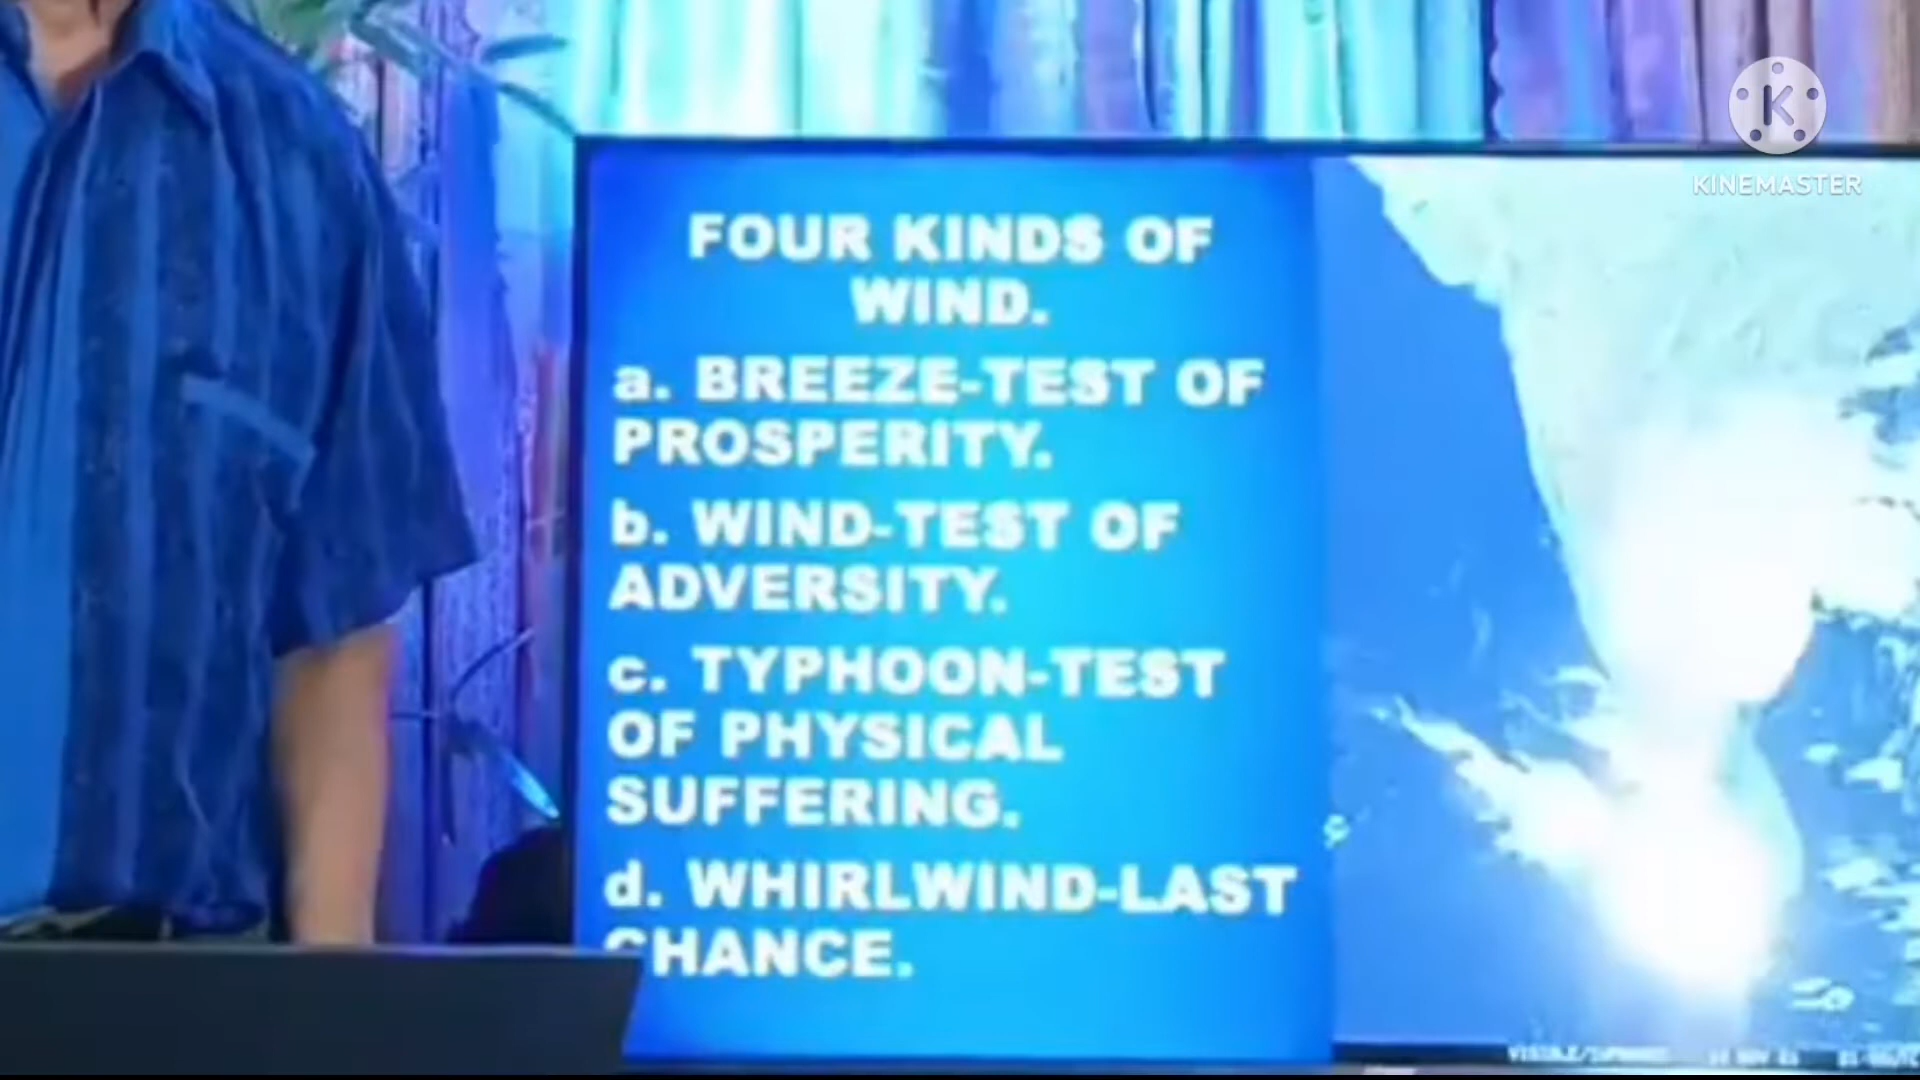 K
KINEMASTER
FOUR KINDS OF
WIND.
a. BREEZE-TEST OF
PROSPERITY.
b. WIND-TEST OF
ADVERSITY.
c. TYPHOON-TEST
OF PHYSICAL
SUFFERING.
d. WHIRLWIND-LAST
CHANCE.